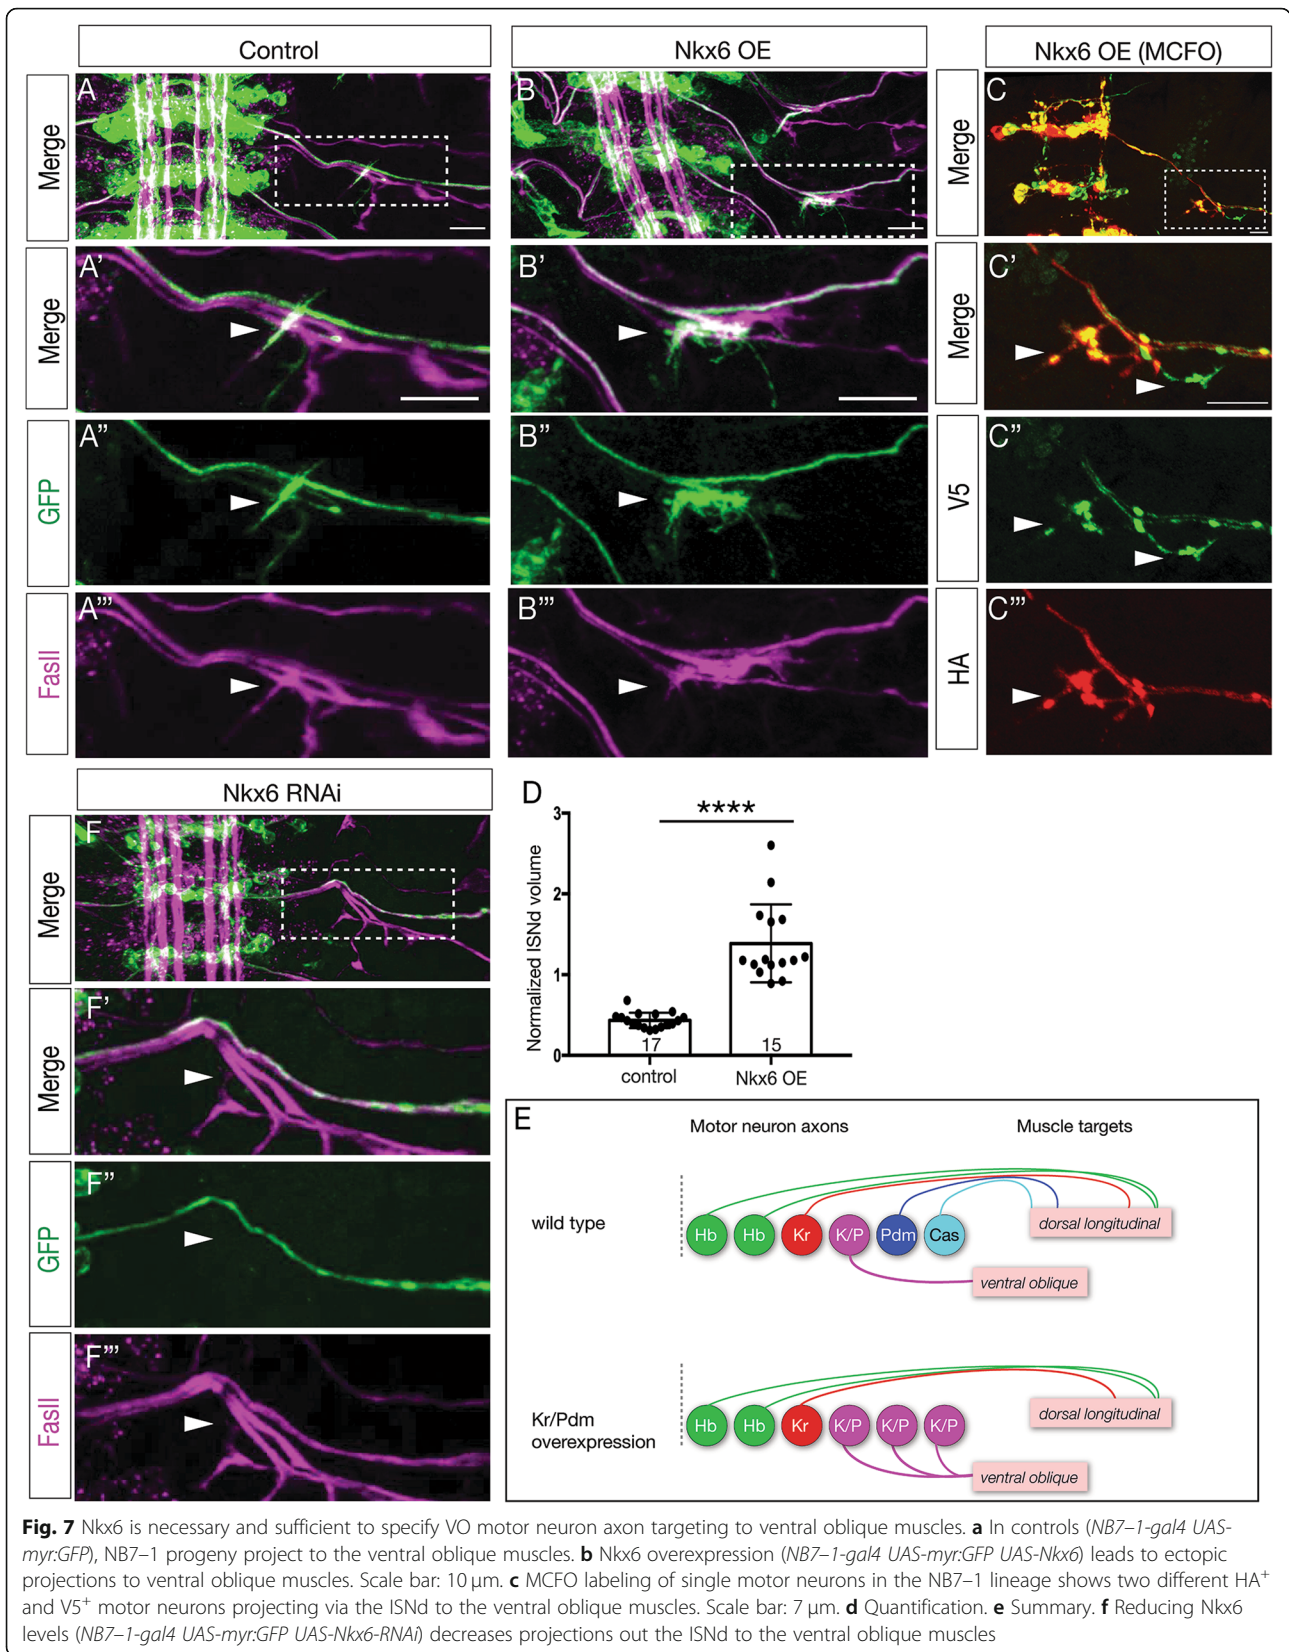 Control
Nkx6 OE
Nkx6 OE (MCFO)
Merge
A
B
Merge
C
Merge
A'
B'
Merge
C'
GFP
A"
B"
V5
C"
FasII
A"'
B"'
HA
C"'
Nkx6 RNAi
Merge
F
Merge
F'
GFP
F"
FasII
F"'
D
****
Normalized ISNd volume
3
2
1
0
17
15
control
Nkx6 OE
E
Motor neuron axons
Muscle targets
wild type
Hb
Hb
Kr
K/P
Pdm
Cas
dorsal longitudinal
ventral oblique
Kr/Pdm
overexpression
Hb
Hb
Kr
K/P
K/P
K/P
dorsal longitudinal
ventral oblique
Fig. 7 Nkx6 is necessary and sufficient to specify VO motor neuron axon targeting to ventral oblique muscles. a In controls (NB7–1-gal4 UAS-
myr:GFP), NB7–1 progeny project to the ventral oblique muscles. b Nkx6 overexpression (NB7–1-gal4 UAS-myr:GFP UAS-Nkx6) leads to ectopic
projections to ventral oblique muscles. Scale bar: 10 μm. c MCFO labeling of single motor neurons in the NB7–1 lineage shows two different HA⁺
and V5⁺ motor neurons projecting via the ISNd to the ventral oblique muscles. Scale bar: 7 μm. d Quantification. e Summary. f Reducing Nkx6
levels (NB7–1-gal4 UAS-myr:GFP UAS-Nkx6-RNAi) decreases projections out the ISNd to the ventral oblique muscles